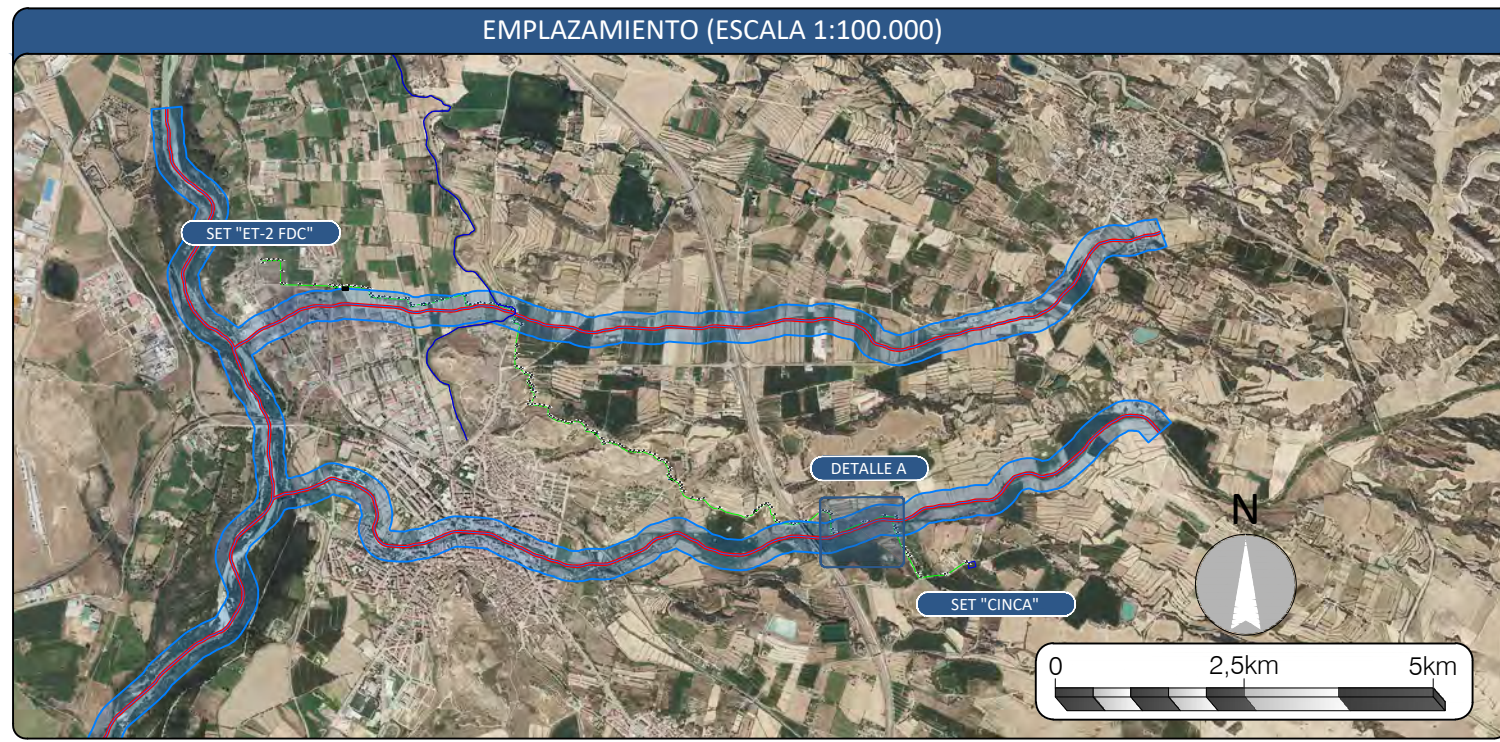 EMPLAZAMIENTO (ESCALA 1:100.000)
SET "ET-2 FDC"
DETALLE A
N
SET "CINCA"
0 2,5km 5km